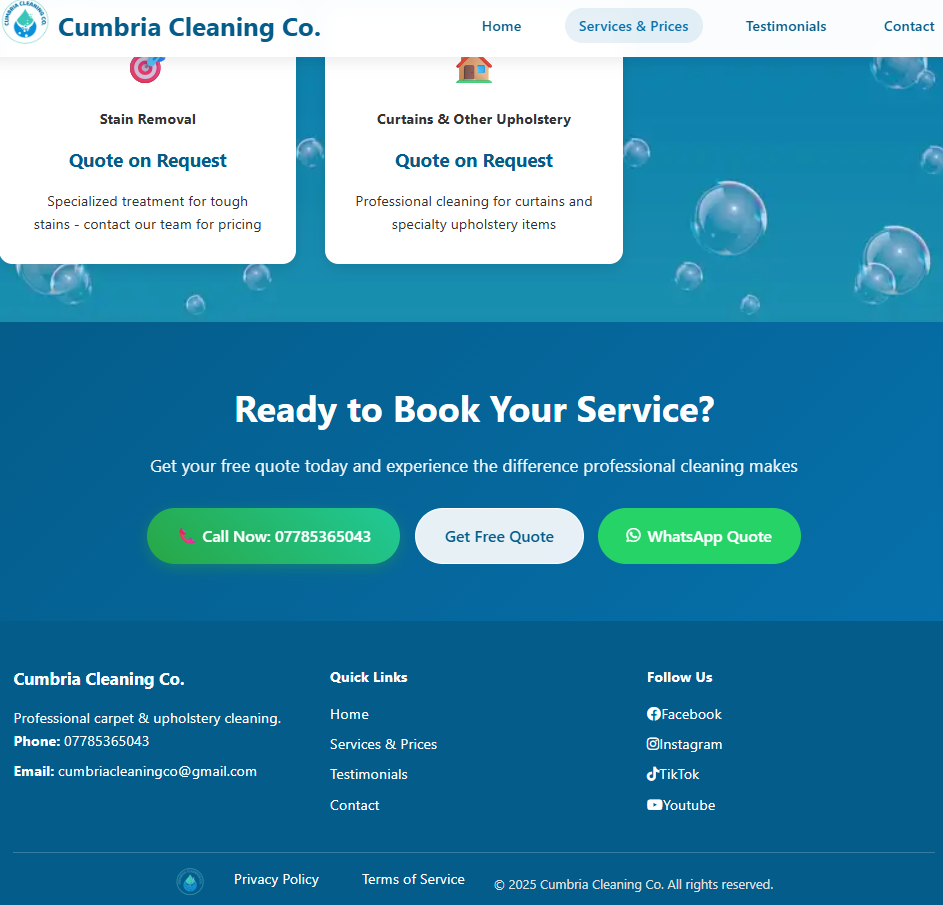 CUMBRIA CLEANING CO.
Cumbria Cleaning Co.
Home
Services & Prices
Testimonials
Contact
Stain Removal
Quote on Request
Specialized treatment for tough
stains - contact our team for pricing
Curtains & Other Upholstery
Quote on Request
Professional cleaning for curtains and
specialty upholstery items
Ready to Book Your Service?
Get your free quote today and experience the difference professional cleaning makes
Call Now: 07785365043
Get Free Quote
WhatsApp Quote
Cumbria Cleaning Co.
Professional carpet & upholstery cleaning.
Phone: 07785365043
Email: cumbriacleaningco@gmail.com
Quick Links
Home
Services & Prices
Testimonials
Contact
Follow Us
Facebook
Instagram
TikTok
Youtube
Privacy Policy
Terms of Service
© 2025 Cumbria Cleaning Co. All rights reserved.